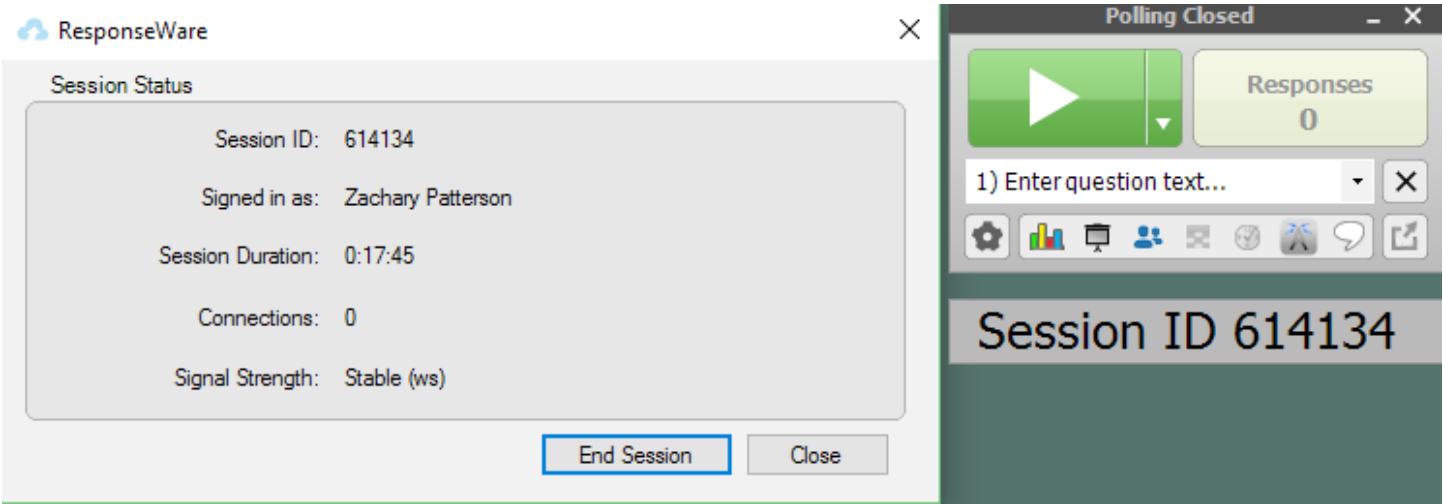 ResponseWare
Session Status
Session ID: 614134
Signed in as: Zachary Patterson
Session Duration: 0:17:45
Connections: 0
Signal Strength: Stable (ws)
End Session
Close
Polling Closed
Responses
0
1) Enter question text...
Session ID 614134